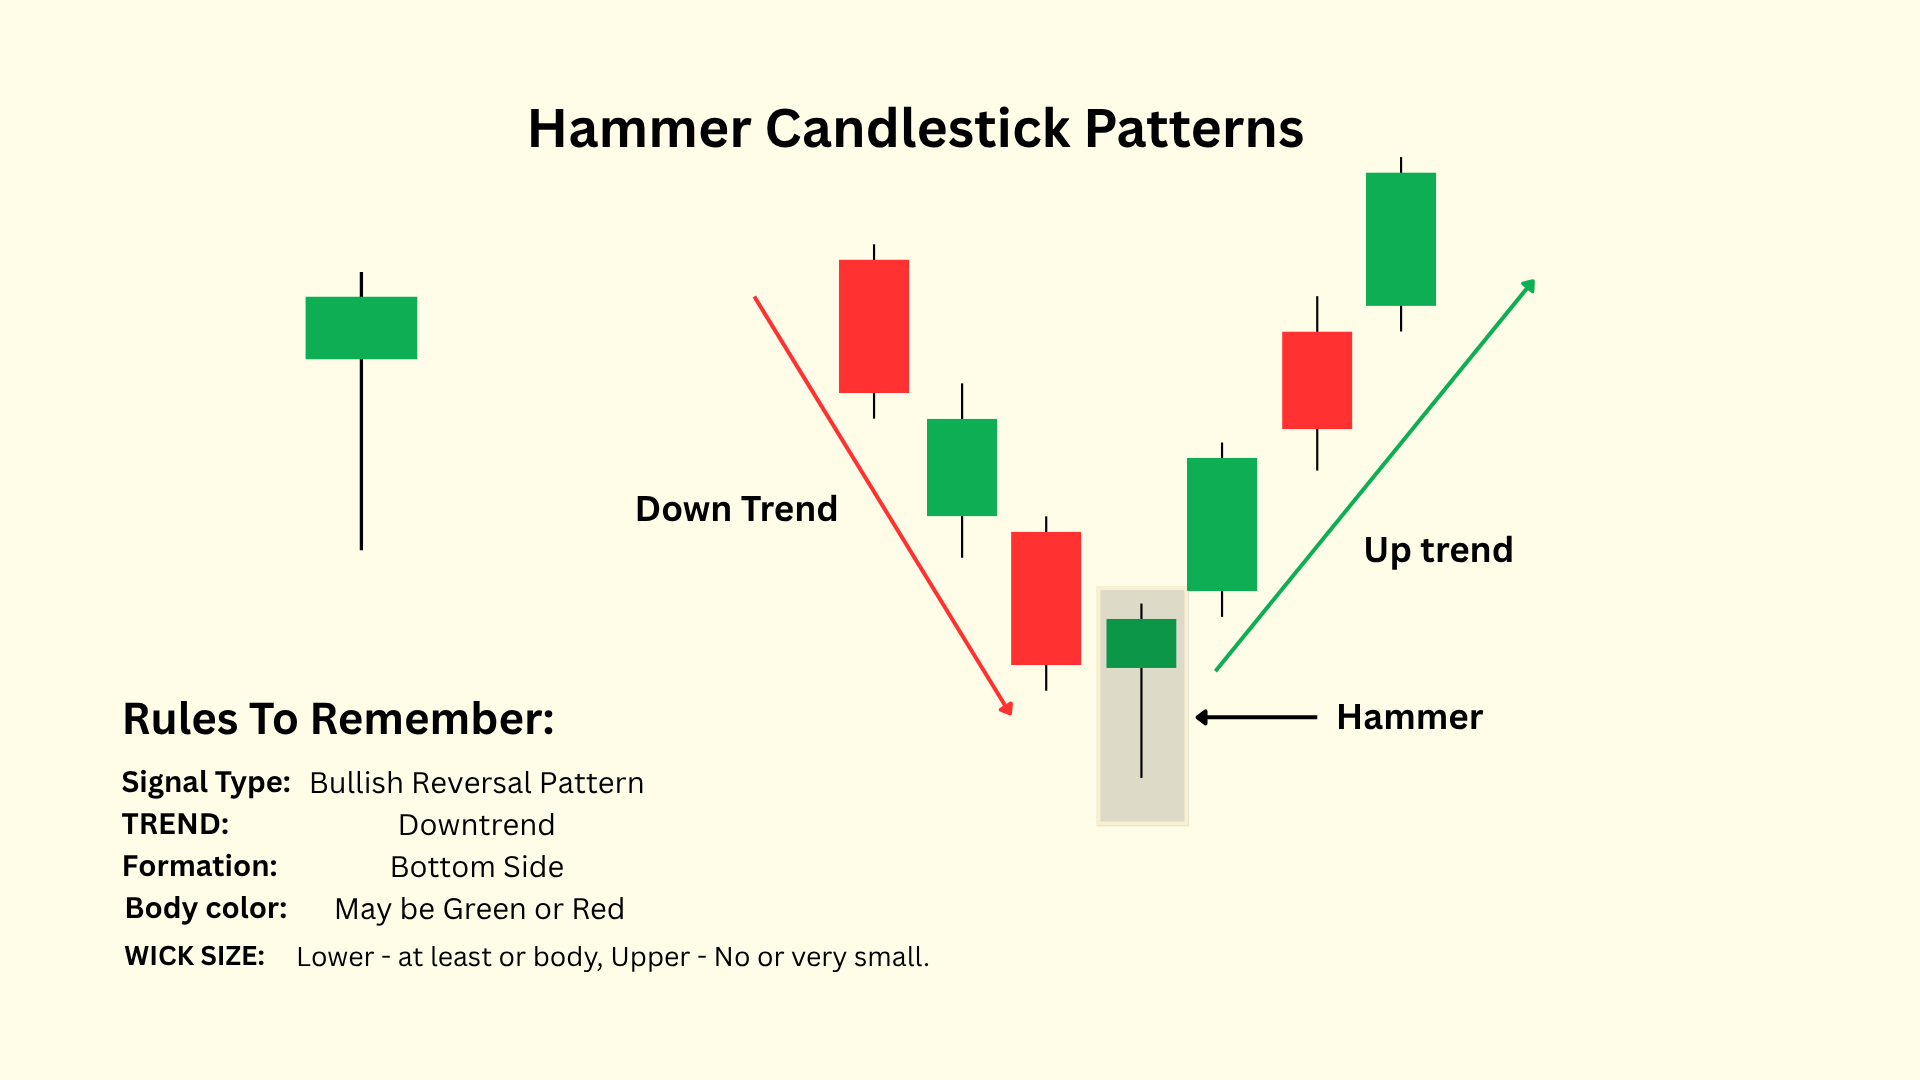 Hammer Candlestick Patterns
Down Trend
Up trend
Hammer
Rules To Remember:
Signal Type: Bullish Reversal Pattern
TREND: Downtrend
Formation: Bottom Side
Body color: May be Green or Red
WICK SIZE: Lower - at least or body, Upper - No or very small.